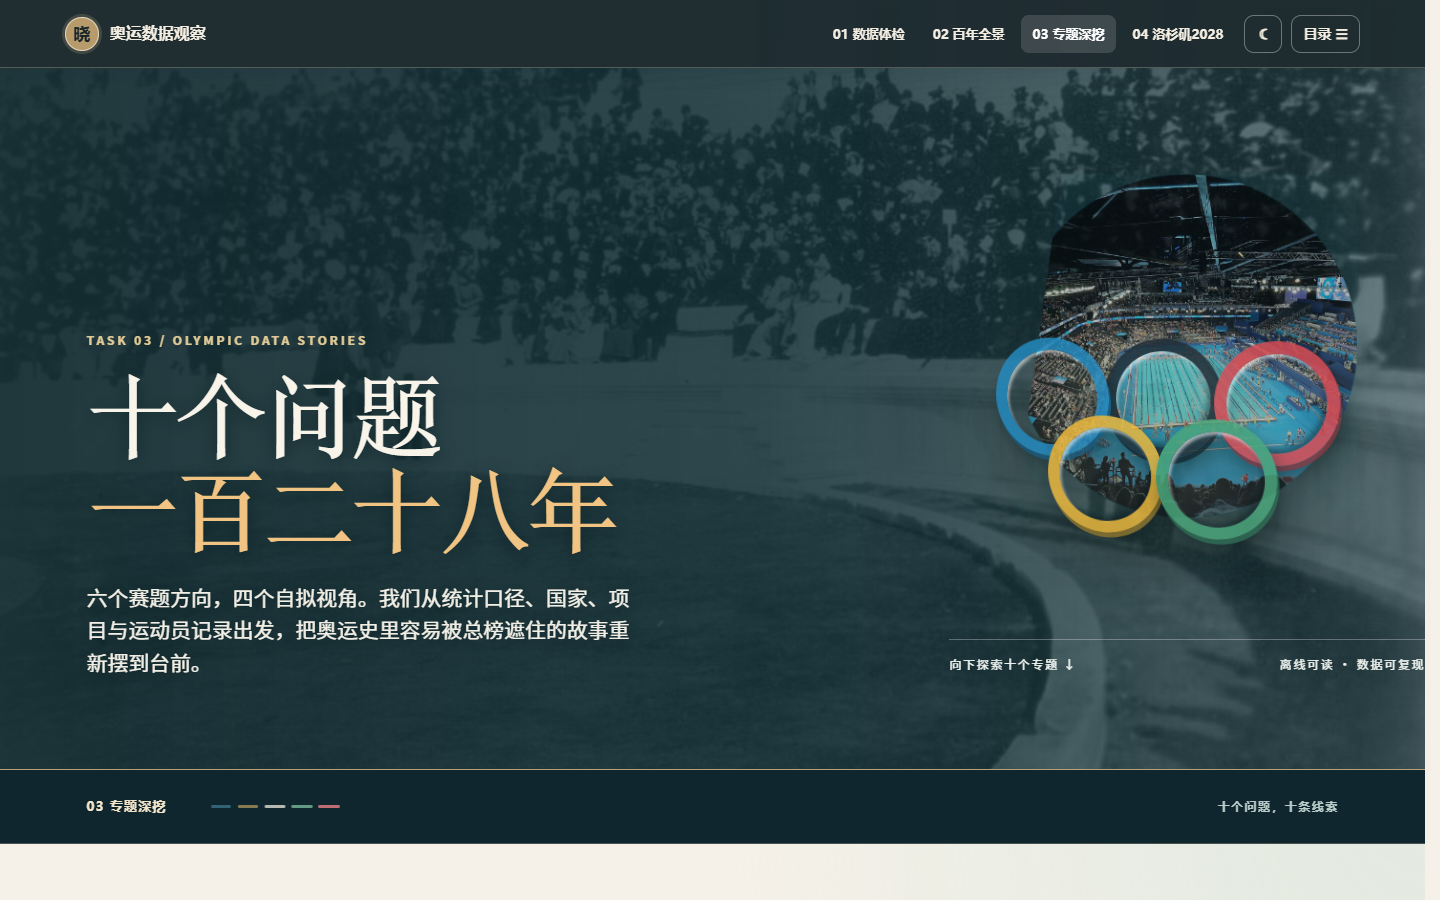 晓 奥运数据观察
01 数据体检 02 百年全景 03 专题深挖 04 洛杉矶2028 目录 ☰
TASK 03 / OLYMPIC DATA STORIES
十个问题
一百二十八年
六个赛题方向，四个自拟视角。我们从统计口径、国家、项
目与运动员记录出发，把奥运史里容易被总榜遮住的故事重
新摆到台前。
向下探索十个专题 ↓ 离线可读 · 数据可复现
03 专题深挖 十个问题，十条线索